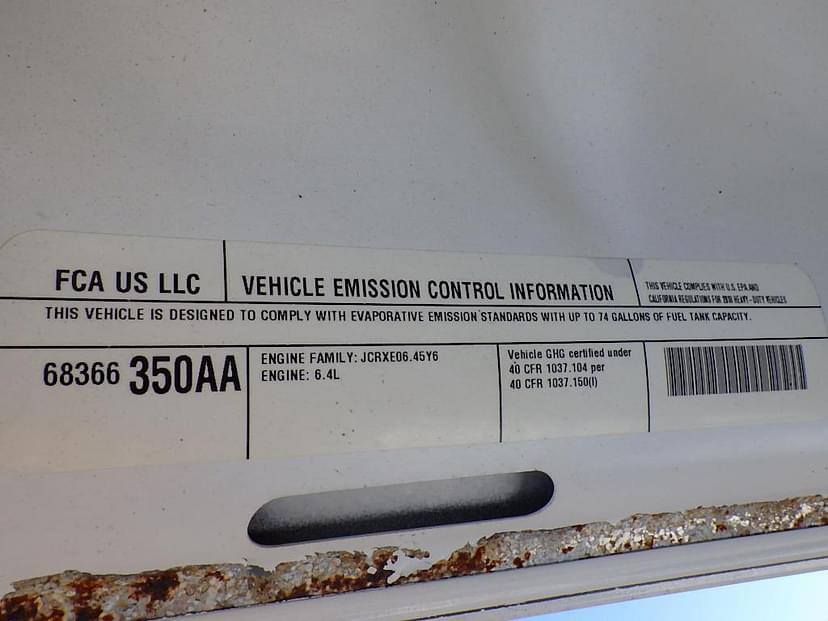 FCA US LLC
VEHICLE EMISSION CONTROL INFORMATION
THIS VEHICLE COMPLIES WITH U.S. EPA AND
CALIFORNIA REGULATIONS FOR 2018 HEAVY - DUTY VEHICLES
THIS VEHICLE IS DESIGNED TO COMPLY WITH EVAPORATIVE EMISSION STANDARDS WITH UP TO 74 GALLONS OF FUEL TANK CAPACITY.
68366 350AA
ENGINE FAMILY: JCRXE06.45Y6
ENGINE: 6.4L
Vehicle GHG certified under
40 CFR 1037.104 per
40 CFR 1037.150(l)